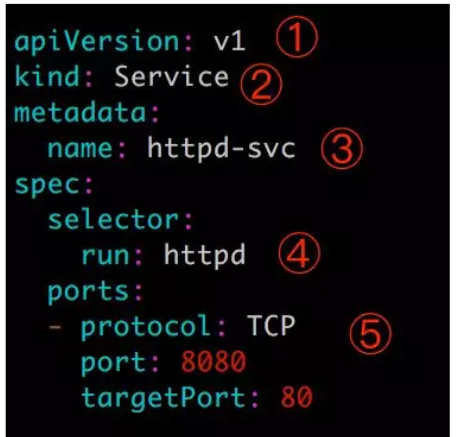 apiVersion: v1 ①
kind: Service ②
metadata:
  name: httpd-svc ③
spec:
  selector:
    run: httpd ④
  ports:
  - protocol: TCP ⑤
    port: 8080
    targetPort: 80